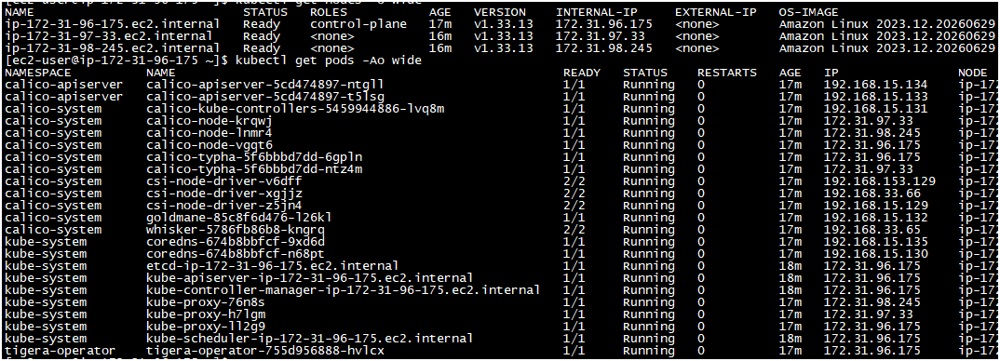 [ec2-user@ip-172-31-96-175 ~]$ kubectl get nodes -o wide
NAME STATUS ROLES AGE VERSION INTERNAL-IP EXTERNAL-IP OS-IMAGE
ip-172-31-96-175.ec2.internal Ready control-plane 17m v1.33.13 172.31.96.175 <none> Amazon Linux 2023.12.20260629
ip-172-31-97-33.ec2.internal Ready <none> 16m v1.33.13 172.31.97.33 <none> Amazon Linux 2023.12.20260629
ip-172-31-98-245.ec2.internal Ready <none> 16m v1.33.13 172.31.98.245 <none> Amazon Linux 2023.12.20260629
[ec2-user@ip-172-31-96-175 ~]$ kubectl get pods -Ao wide
NAMESPACE NAME READY STATUS RESTARTS AGE IP NODE
calico-apiserver calico-apiserver-5cd474897-ntgll 1/1 Running 0 17m 192.168.15.134 ip-172
calico-apiserver calico-apiserver-5cd474897-t5lsg 1/1 Running 0 17m 192.168.15.133 ip-172
calico-system calico-kube-controllers-5459944886-lvq8m 1/1 Running 0 17m 192.168.15.131 ip-172
calico-system calico-node-krqwj 1/1 Running 0 17m 172.31.97.33 ip-172
calico-system calico-node-lnmr4 1/1 Running 0 17m 172.31.98.245 ip-172
calico-system calico-node-vgqt6 1/1 Running 0 17m 172.31.96.175 ip-172
calico-system calico-typha-5f6bbbd7dd-6gpln 1/1 Running 0 17m 172.31.96.175 ip-172
calico-system calico-typha-5f6bbbd7dd-ntz4m 1/1 Running 0 17m 172.31.97.33 ip-172
calico-system csi-node-driver-v6dff 2/2 Running 0 17m 192.168.153.129 ip-172
calico-system csi-node-driver-xgjjz 2/2 Running 0 17m 192.168.33.66 ip-172
calico-system csi-node-driver-z5jn4 2/2 Running 0 17m 192.168.15.129 ip-172
calico-system goldmane-85c8f6d476-l26kl 1/1 Running 0 17m 192.168.15.132 ip-172
calico-system whisker-5786fb86b8-kngrq 2/2 Running 0 17m 192.168.33.65 ip-172
kube-system coredns-674b8bbfcf-9xd6d 1/1 Running 0 17m 192.168.15.135 ip-172
kube-system coredns-674b8bbfcf-n68pt 1/1 Running 0 17m 192.168.15.130 ip-172
kube-system etcd-ip-172-31-96-175.ec2.internal 1/1 Running 0 18m 172.31.96.175 ip-172
kube-system kube-apiserver-ip-172-31-96-175.ec2.internal 1/1 Running 0 18m 172.31.96.175 ip-172
kube-system kube-controller-manager-ip-172-31-96-175.ec2.internal 1/1 Running 0 18m 172.31.96.175 ip-172
kube-system kube-proxy-76n8s 1/1 Running 0 17m 172.31.98.245 ip-172
kube-system kube-proxy-h7lgm 1/1 Running 0 17m 172.31.97.33 ip-172
kube-system kube-proxy-ll2g9 1/1 Running 0 17m 172.31.96.175 ip-172
kube-system kube-scheduler-ip-172-31-96-175.ec2.internal 1/1 Running 0 18m 172.31.96.175 ip-172
tigera-operator tigera-operator-755d956888-hvlcx 1/1 Running 0 17m 172.31.96.175 ip-172